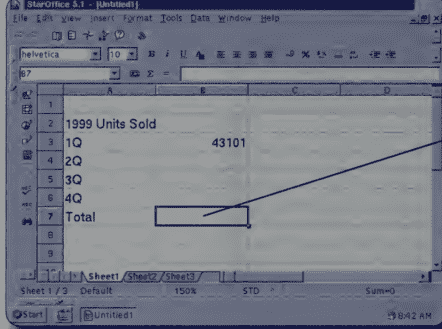 StarOffice 5.1 - [Untitled1]
File Edit View Insert Format Tools Data Window Help
helvetica 10 B i U A
B7 Σ =
A B C D
1
2 1999 Units Sold
3 1Q 43101
4 2Q
5 3Q
6 4Q
7 Total
8
9
Sheet1 Sheet2 Sheet3
Sheet 1 / 3 Default 150% STD * Sum=0
Start Untitled1 8:42 AM